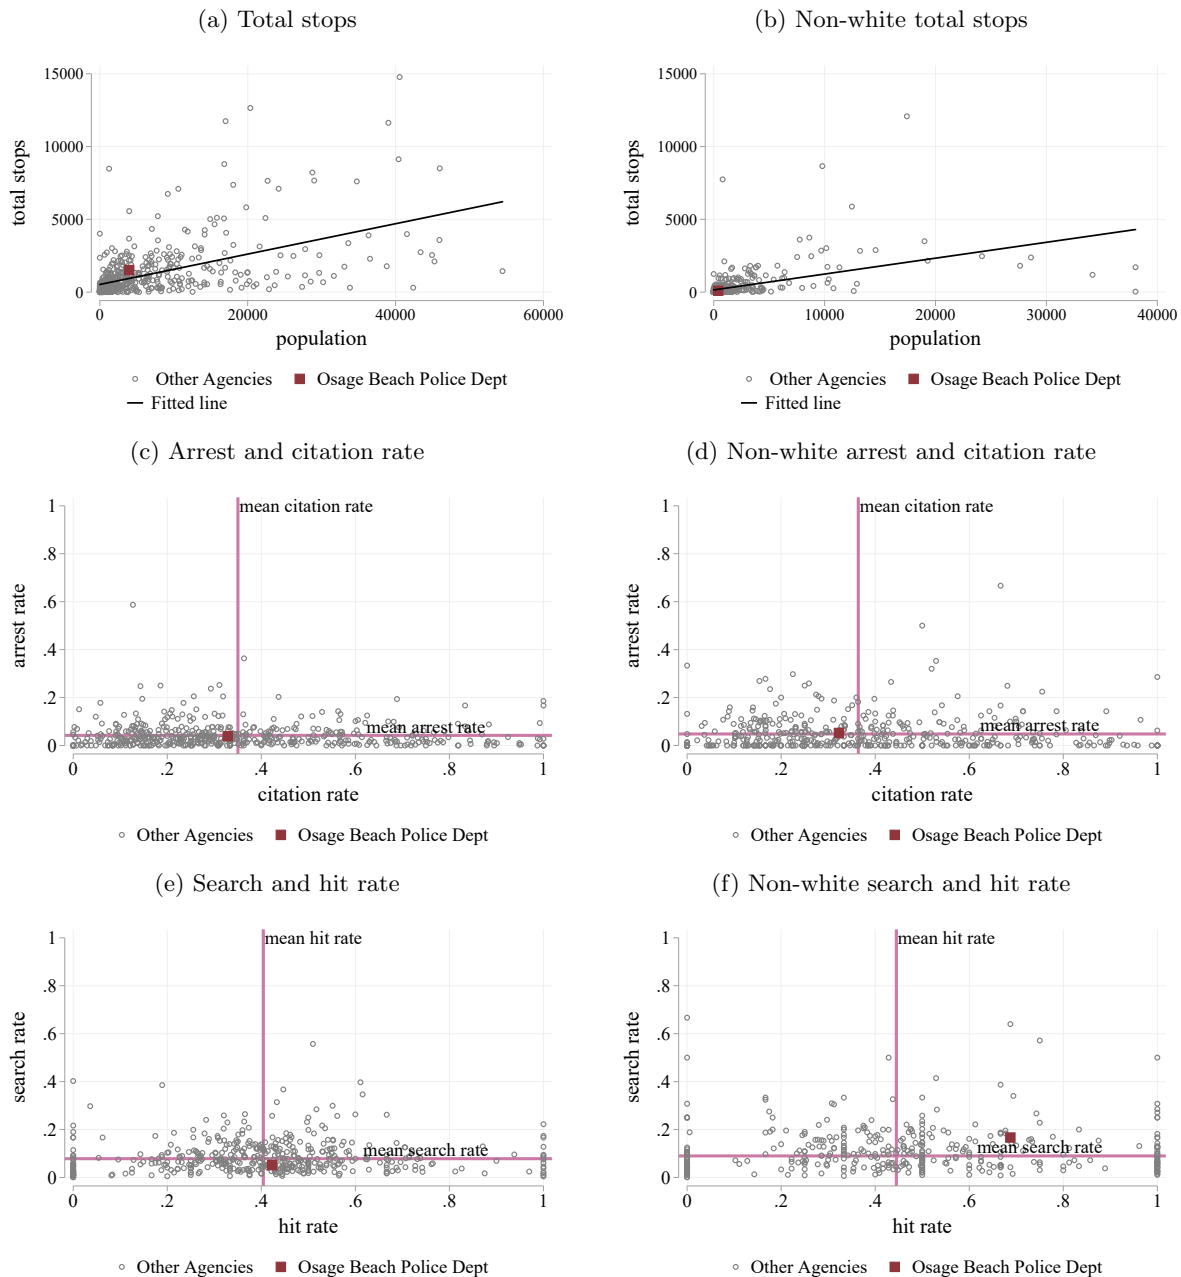 (a) Total stops
(b) Non-white total stops
15000
10000
5000
0
total stops
0
20000
40000
60000
population
Other Agencies
Osage Beach Police Dept
Fitted line
15000
10000
5000
0
total stops
0
10000
20000
30000
40000
population
Other Agencies
Osage Beach Police Dept
Fitted line
(c) Arrest and citation rate
(d) Non-white arrest and citation rate
1
.8
.6
.4
.2
0
arrest rate
mean citation rate
mean arrest rate
0
.2
.4
.6
.8
1
citation rate
Other Agencies
Osage Beach Police Dept
1
.8
.6
.4
.2
0
arrest rate
mean citation rate
mean arrest rate
0
.2
.4
.6
.8
1
citation rate
Other Agencies
Osage Beach Police Dept
(e) Search and hit rate
(f) Non-white search and hit rate
1
.8
.6
.4
.2
0
search rate
mean hit rate
mean search rate
0
.2
.4
.6
.8
1
hit rate
Other Agencies
Osage Beach Police Dept
1
.8
.6
.4
.2
0
search rate
mean hit rate
mean search rate
0
.2
.4
.6
.8
1
hit rate
Other Agencies
Osage Beach Police Dept